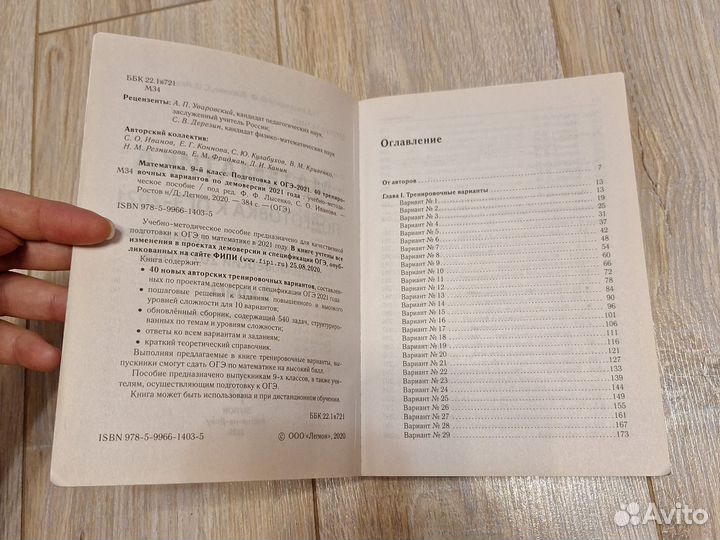 ББК 22.1я721
М34
Рецензенты: А. П. Уваровский, кандидат педагогических наук,
заслуженный учитель России;
С. В. Дерезин, кандидат физико-математических наук
Авторский коллектив:
С. О. Иванов, Е. Г. Коннова, С. Ю. Кулабухов, В. М. Кривенко,
Н. М. Резникова, Е. М. Фридман, Д. И. Ханин
Математика. 9-й класс. Подготовка к ОГЭ-2021. 40 трениро-
М34 вочных вариантов по демоверсии 2021 года : учебно-методи-
ческое пособие / под ред. Ф. Ф. Лысенко, С. О. Иванова. —
Ростов н/Д: Легион, 2020. — 384 с. — (ОГЭ)
ISBN 978-5-9966-1403-5
Учебно-методическое пособие предназначено для качественной
подготовки к ОГЭ по математике в 2021 году. В книге учтены все
изменения в проектах демоверсии и спецификации ОГЭ, опуб-
ликованных на сайте ФИПИ (www.fipi.ru) 25.08.2020.
Книга содержит:
• 40 новых авторских тренировочных вариантов, составлен-
ных по проектам демоверсии и спецификации ОГЭ 2021 года
• пошаговые решения к заданиям повышенного и высокого
уровней сложности для 10 вариантов;
• обновлённый сборник, содержащий 540 задач, структуриро-
ванных по темам и уровням сложности;
• ответы ко всем вариантам и заданиям;
• краткий теоретический справочник.
Выполняя предлагаемые в книге тренировочные варианты, вы-
пускники смогут сдать ОГЭ по математике на высокий балл.
Пособие предназначено выпускникам 9-х классов, а также учи-
телям, осуществляющим подготовку к ОГЭ.
Книга может быть использована и при дистанционном обучении.
ББК 22.1я721
ISBN 978-5-9966-1403-5
© ООО «Легион», 2020
Оглавление
От авторов 7
Глава I. Тренировочные варианты 13
Вариант № 1 13
Вариант № 2 19
Вариант № 3 25
Вариант № 4 31
Вариант № 5 37
Вариант № 6 42
Вариант № 7 47
Вариант № 8 54
Вариант № 9 60
Вариант № 10 66
Вариант № 11 72
Вариант № 12 78
Вариант № 13 84
Вариант № 14 90
Вариант № 15 95
Вариант № 16 101
Вариант № 17 106
Вариант № 18 111
Вариант № 19 116
Вариант № 20 121
Вариант № 21 127
Вариант № 22 133
Вариант № 23 139
Вариант № 24 144
Вариант № 25 149
Вариант № 26 155
Вариант № 27 161
Вариант № 28 167
Вариант № 29 173
Avito